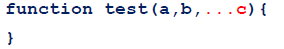 function test(a,b,...c){
}